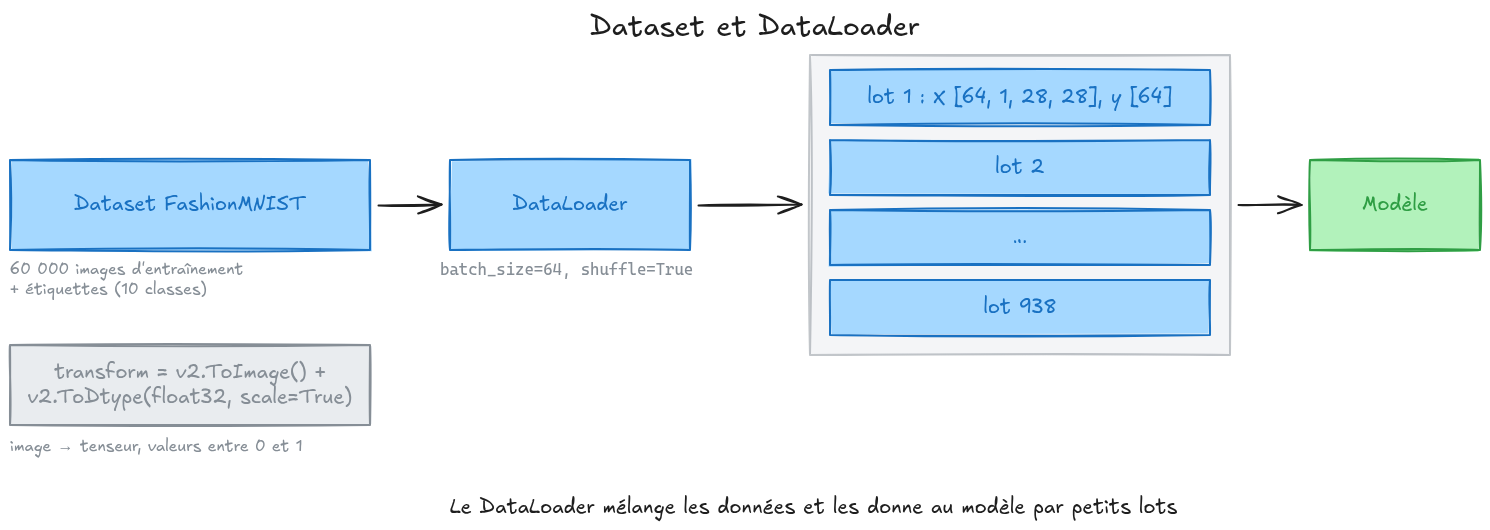 Dataset et DataLoader
lot 1 : X [64, 1, 28, 28], y [64]
lot 2
...
lot 938
Dataset FashionMNIST
60 000 images d'entraînement
+ étiquettes (10 classes)
DataLoader
batch_size=64, shuffle=True
Modèle
transform = v2.ToImage() +
v2.ToDtype(float32, scale=True)
image → tenseur, valeurs entre 0 et 1
Le DataLoader mélange les données et les donne au modèle par petits lots